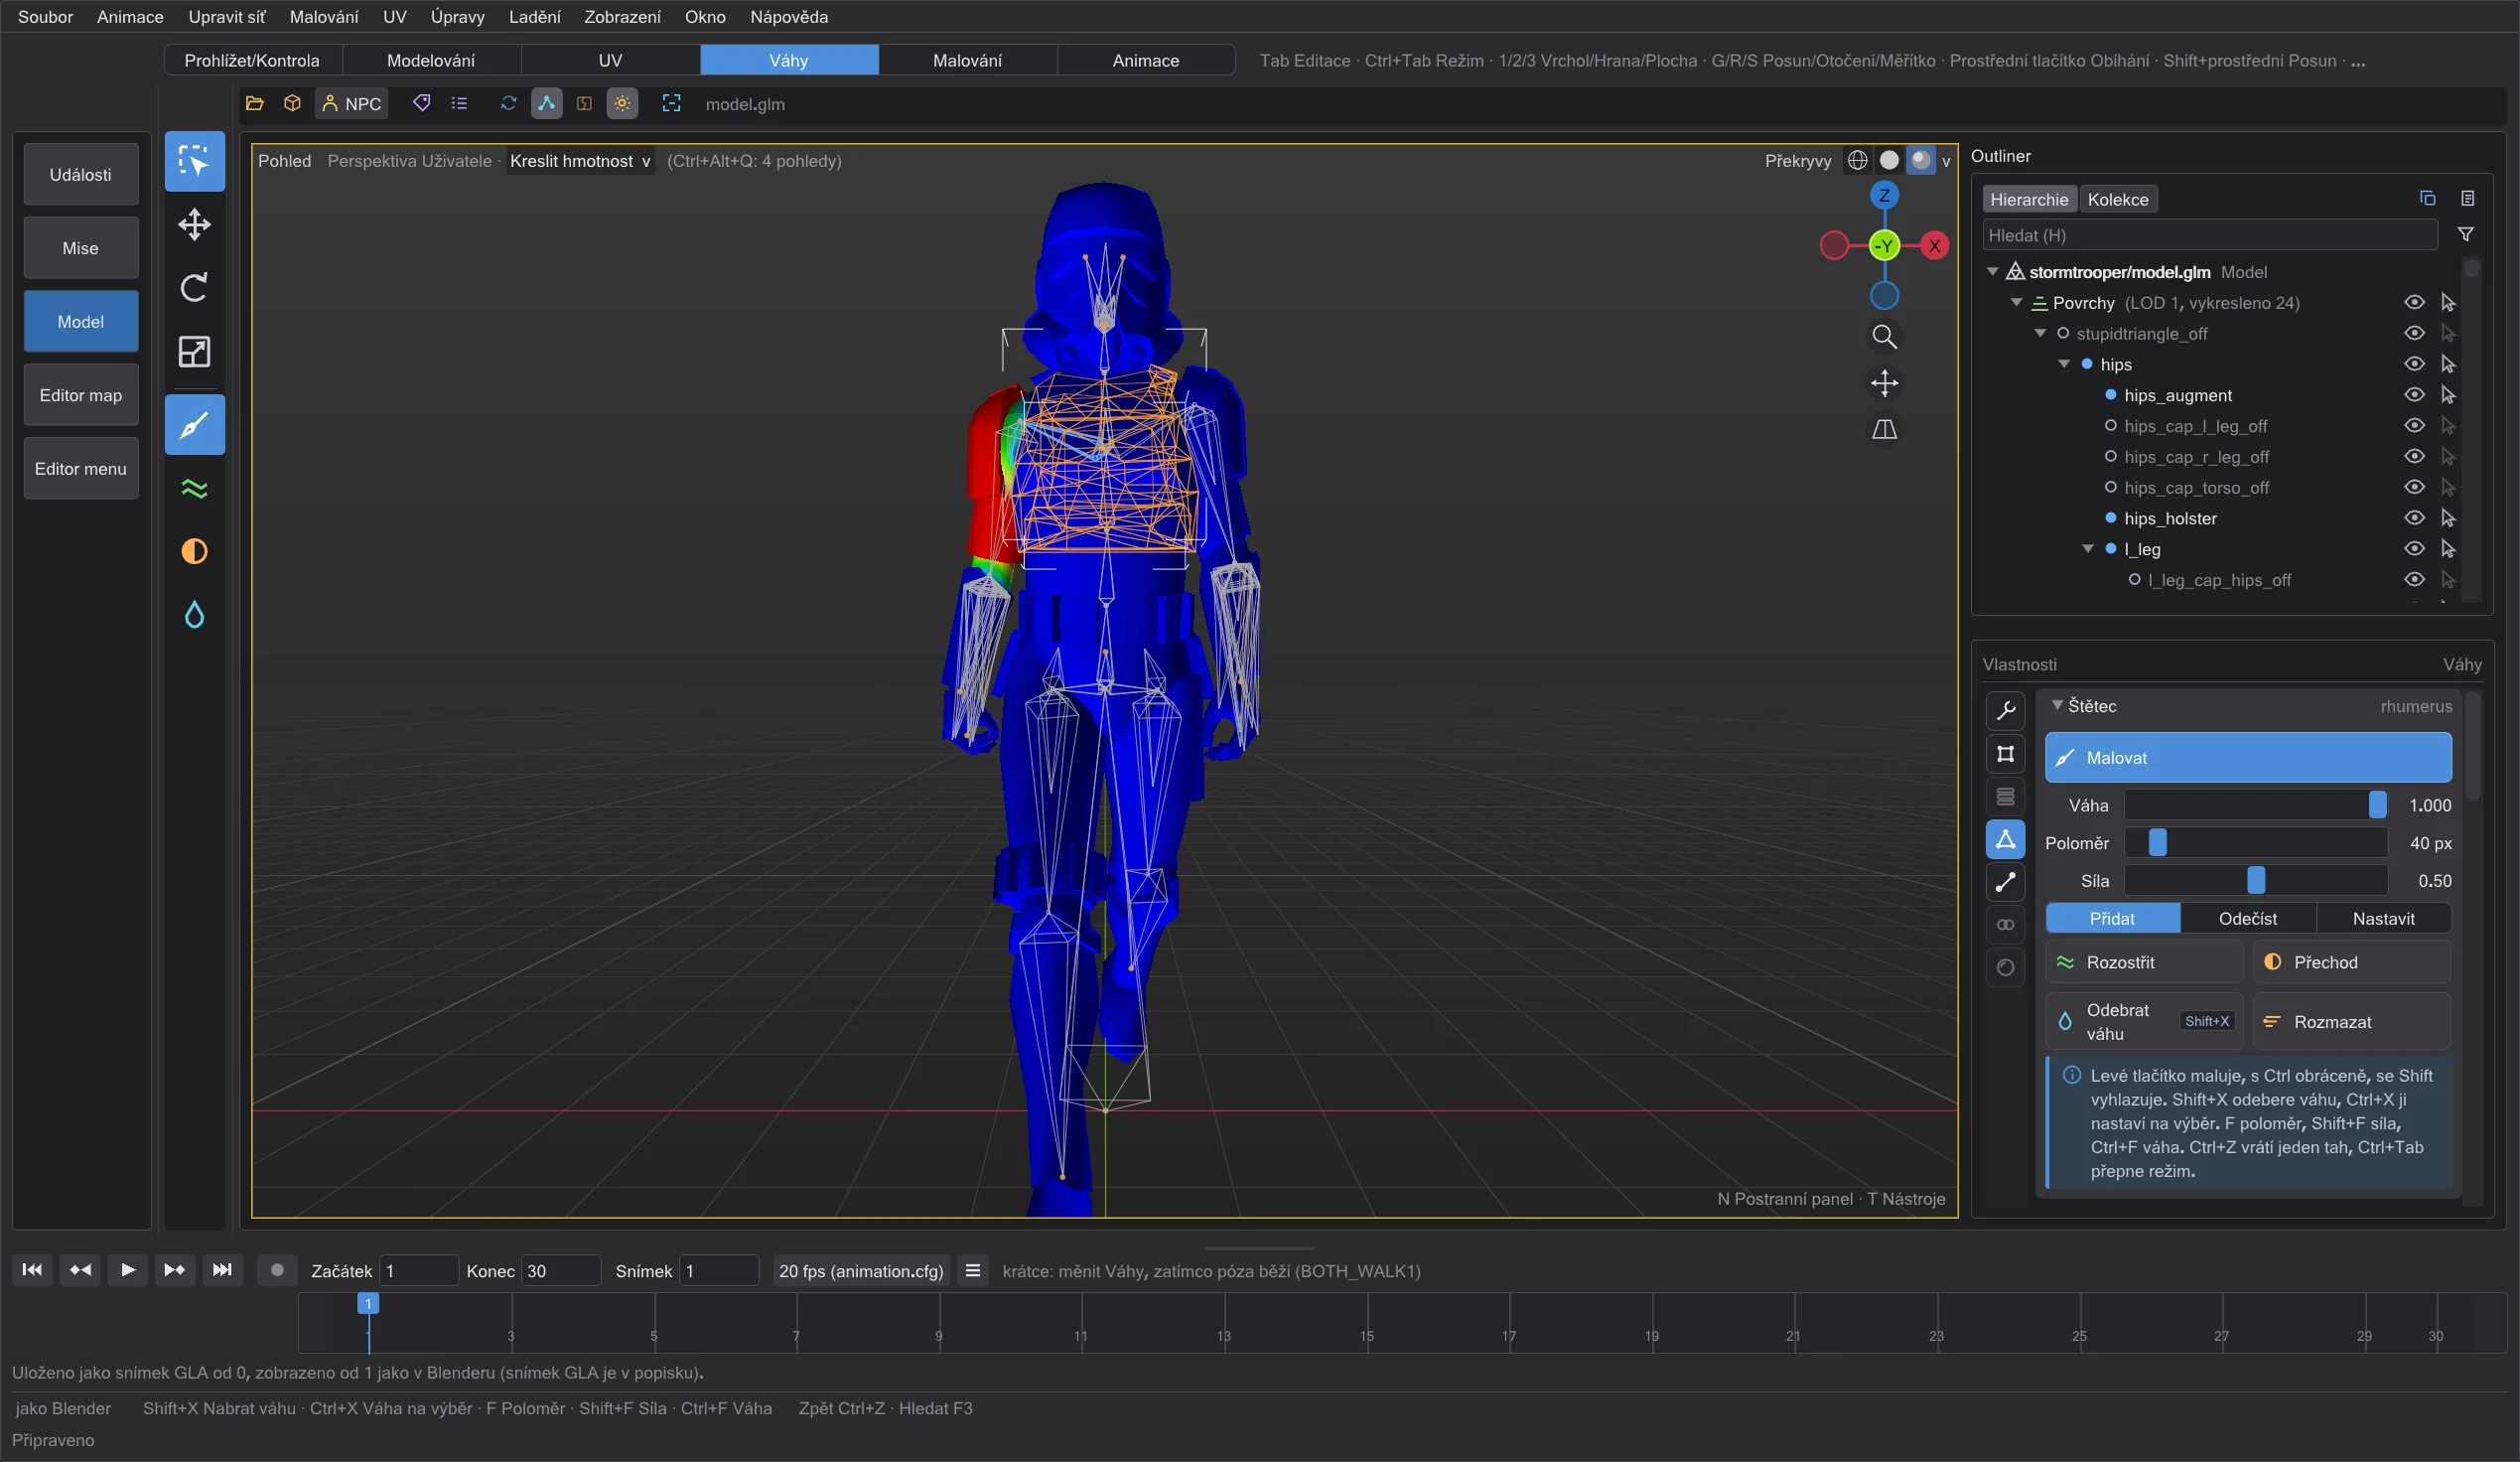 Soubor Animace Upravit síť Malování UV Úpravy Ladění Zobrazení Okno Nápověda
Prohlížet/Kontrola Modelování UV Váhy Malování Animace Tab Editace · Ctrl+Tab Režim · 1/2/3 Vrchol/Hrana/Plocha · G/R/S Posun/Otočení/Měřítko · Prostřední tlačítko Obíhání · Shift+prostřední Posun · ...
NPC model.glm
Události
Mise
Model
Editor map
Editor menu
Pohled Perspektiva Uživatele · Kreslit hmotnost v (Ctrl+Alt+Q: 4 pohledy)
Překryvy v
Z
-Y
X
N Postranní panel · T Nástroje
Outliner
Hierarchie Kolekce
Hledat (H)
stormtrooper/model.glm Model
Povrchy (LOD 1, vykresleno 24)
stupidtriangle_off
hips
hips_augment
hips_cap_l_leg_off
hips_cap_r_leg_off
hips_cap_torso_off
hips_holster
l_leg
l_leg_cap_hips_off
Vlastnosti Váhy
Štětec rhumerus
Malovat
Váha 1.000
Poloměr 40 px
Síla 0.50
Přidat Odečíst Nastavit
Rozostřit Přechod
Odebrat váhu Shift+X Rozmazat
Levé tlačítko maluje, s Ctrl obráceně, se Shift
vyhlazuje. Shift+X odebere váhu, Ctrl+X ji
nastaví na výběr. F poloměr, Shift+F síla,
Ctrl+F váha. Ctrl+Z vrátí jeden tah, Ctrl+Tab
přepne režim.
Začátek 1 Konec 30 Snímek 1 20 fps (animation.cfg) krátce: měnit Váhy, zatímco póza běží (BOTH_WALK1)
1
1 3 5 7 9 11 13 15 17 19 21 23 25 27 29 30
Uloženo jako snímek GLA od 0, zobrazeno od 1 jako v Blenderu (snímek GLA je v popisku).
jako Blender Shift+X Nabrat váhu · Ctrl+X Váha na výběr · F Poloměr · Shift+F Síla · Ctrl+F Váha Zpět Ctrl+Z · Hledat F3
Připraveno